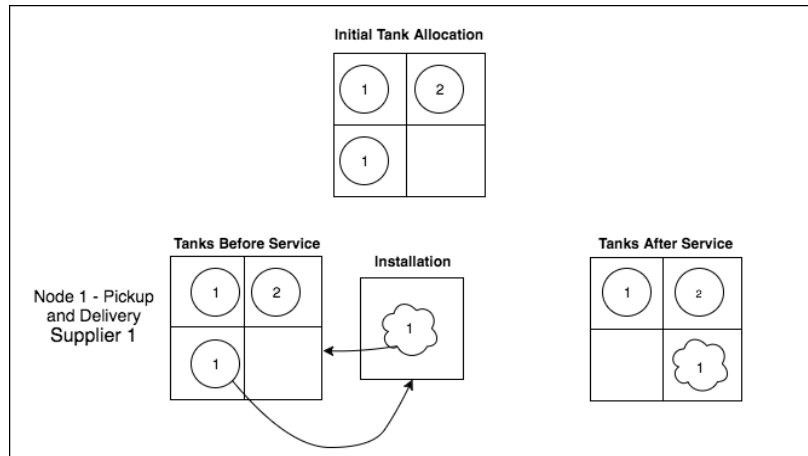 Initial Tank Allocation
1 2
1
Tanks Before Service
Installation
Tanks After Service
Node 1 - Pickup
and Delivery
Supplier 1
1 2
1
1
1 2
1